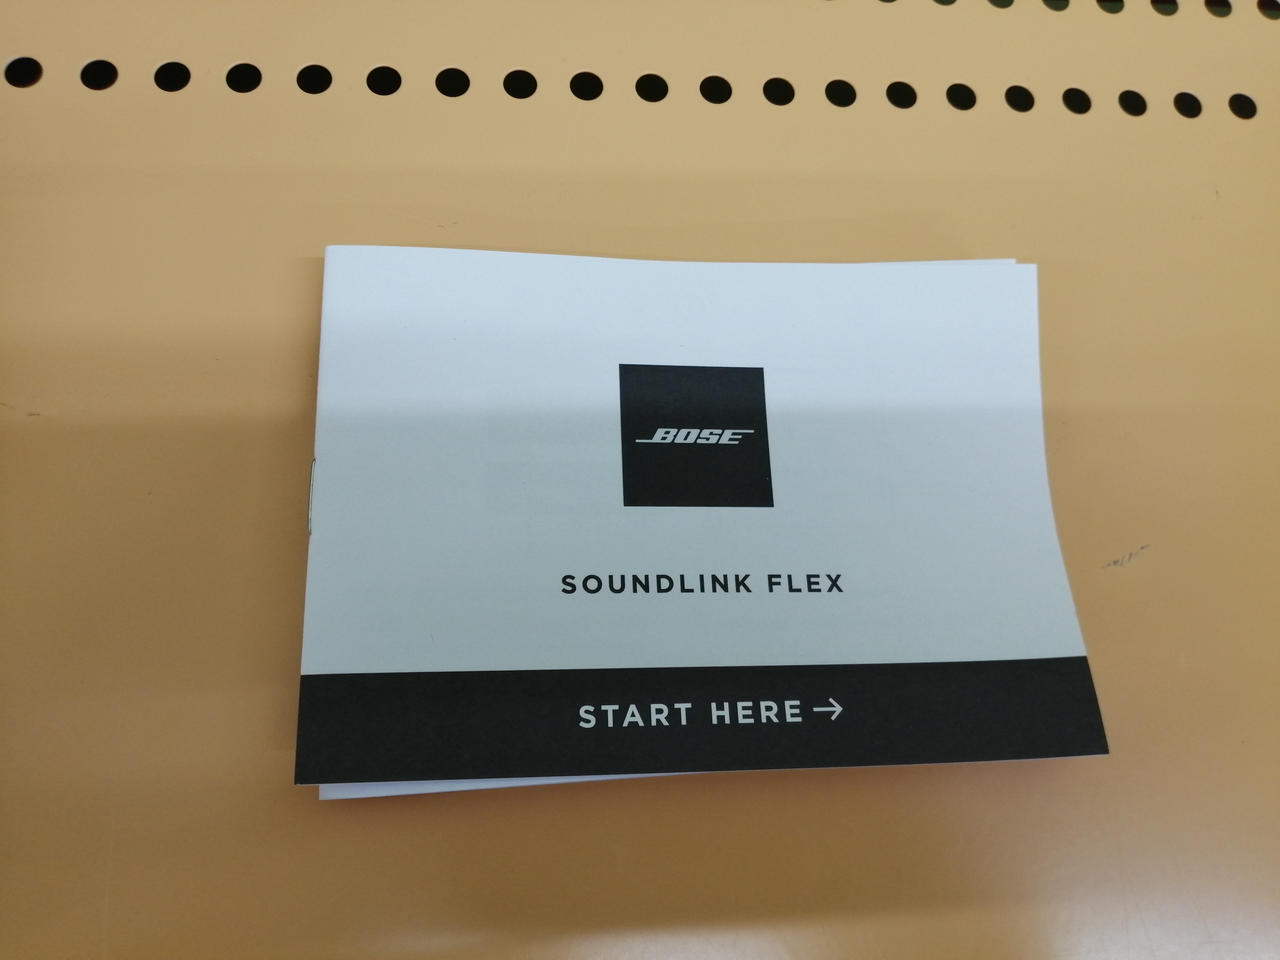 BOSE
SOUNDLINK FLEX
START HERE→